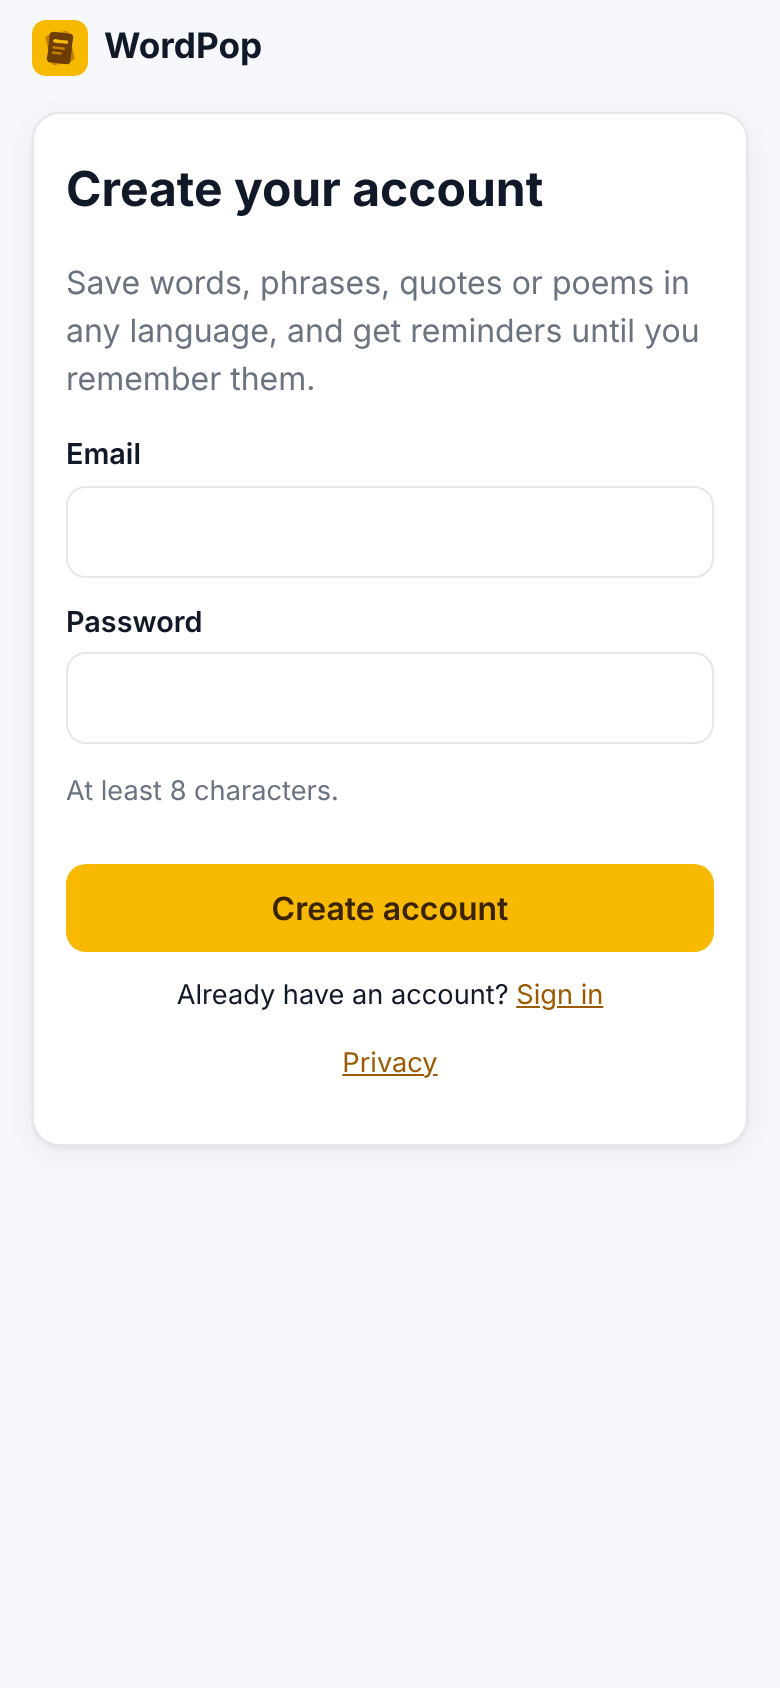 WordPop
Create your account
Save words, phrases, quotes or poems in
any language, and get reminders until you
remember them.
Email
Password
At least 8 characters.
Create account
Already have an account? Sign in
Privacy